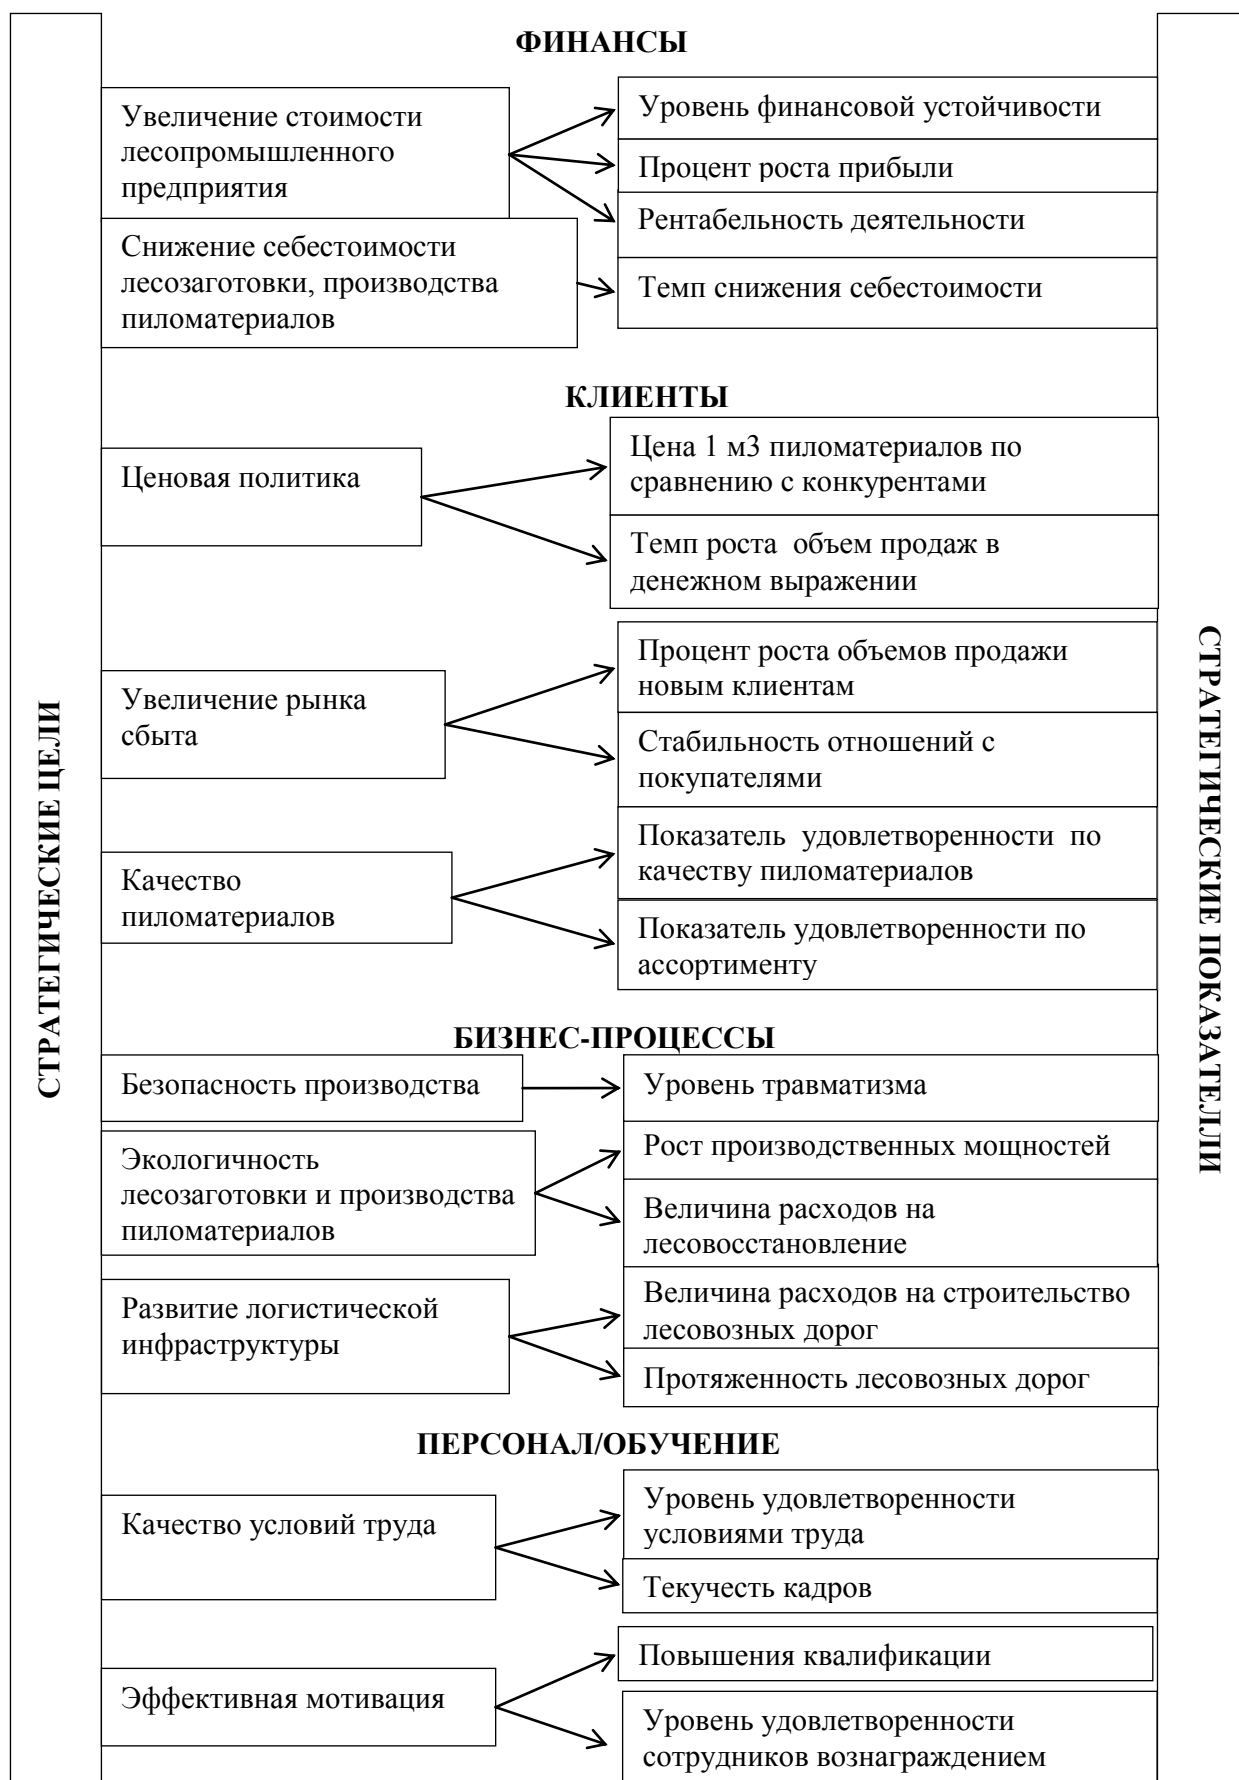 ФИНАНСЫ
Увеличение стоимости
лесопромышленного
предприятия
Уровень финансовой устойчивости
Процент роста прибыли
Рентабельность деятельности
Снижение себестоимости
лесозаготовки, производства
пиломатериалов
Темп снижения себестоимости
КЛИЕНТЫ
Ценовая политика
Цена 1 м3 пиломатериалов по
сравнению с конкурентами
Темп роста  объем продаж в
денежном выражении
Увеличение рынка
сбыта
Процент роста объемов продажи
новым клиентам
Стабильность отношений с
покупателями
Качество
пиломатериалов
Показатель  удовлетворенности  по
качеству пиломатериалов
Показатель удовлетворенности по
ассортименту
БИЗНЕС-ПРОЦЕССЫ
Безопасность производства
Уровень травматизма
Экологичность
лесозаготовки и производства
пиломатериалов
Рост производственных мощностей
Величина расходов на
лесовосстановление
Развитие логистической
инфраструктуры
Величина расходов на строительство
лесовозных дорог
Протяженность лесовозных дорог
ПЕРСОНАЛ/ОБУЧЕНИЕ
Качество условий труда
Уровень удовлетворенности
условиями труда
Текучесть кадров
Эффективная мотивация
Повышения квалификации
Уровень удовлетворенности
сотрудников вознаграждением
СТРАТЕГИЧЕСКИЕ ЦЕЛИ
СТРАТЕГИЧЕСКИЕ ПОКАЗАТЕЛЛИ